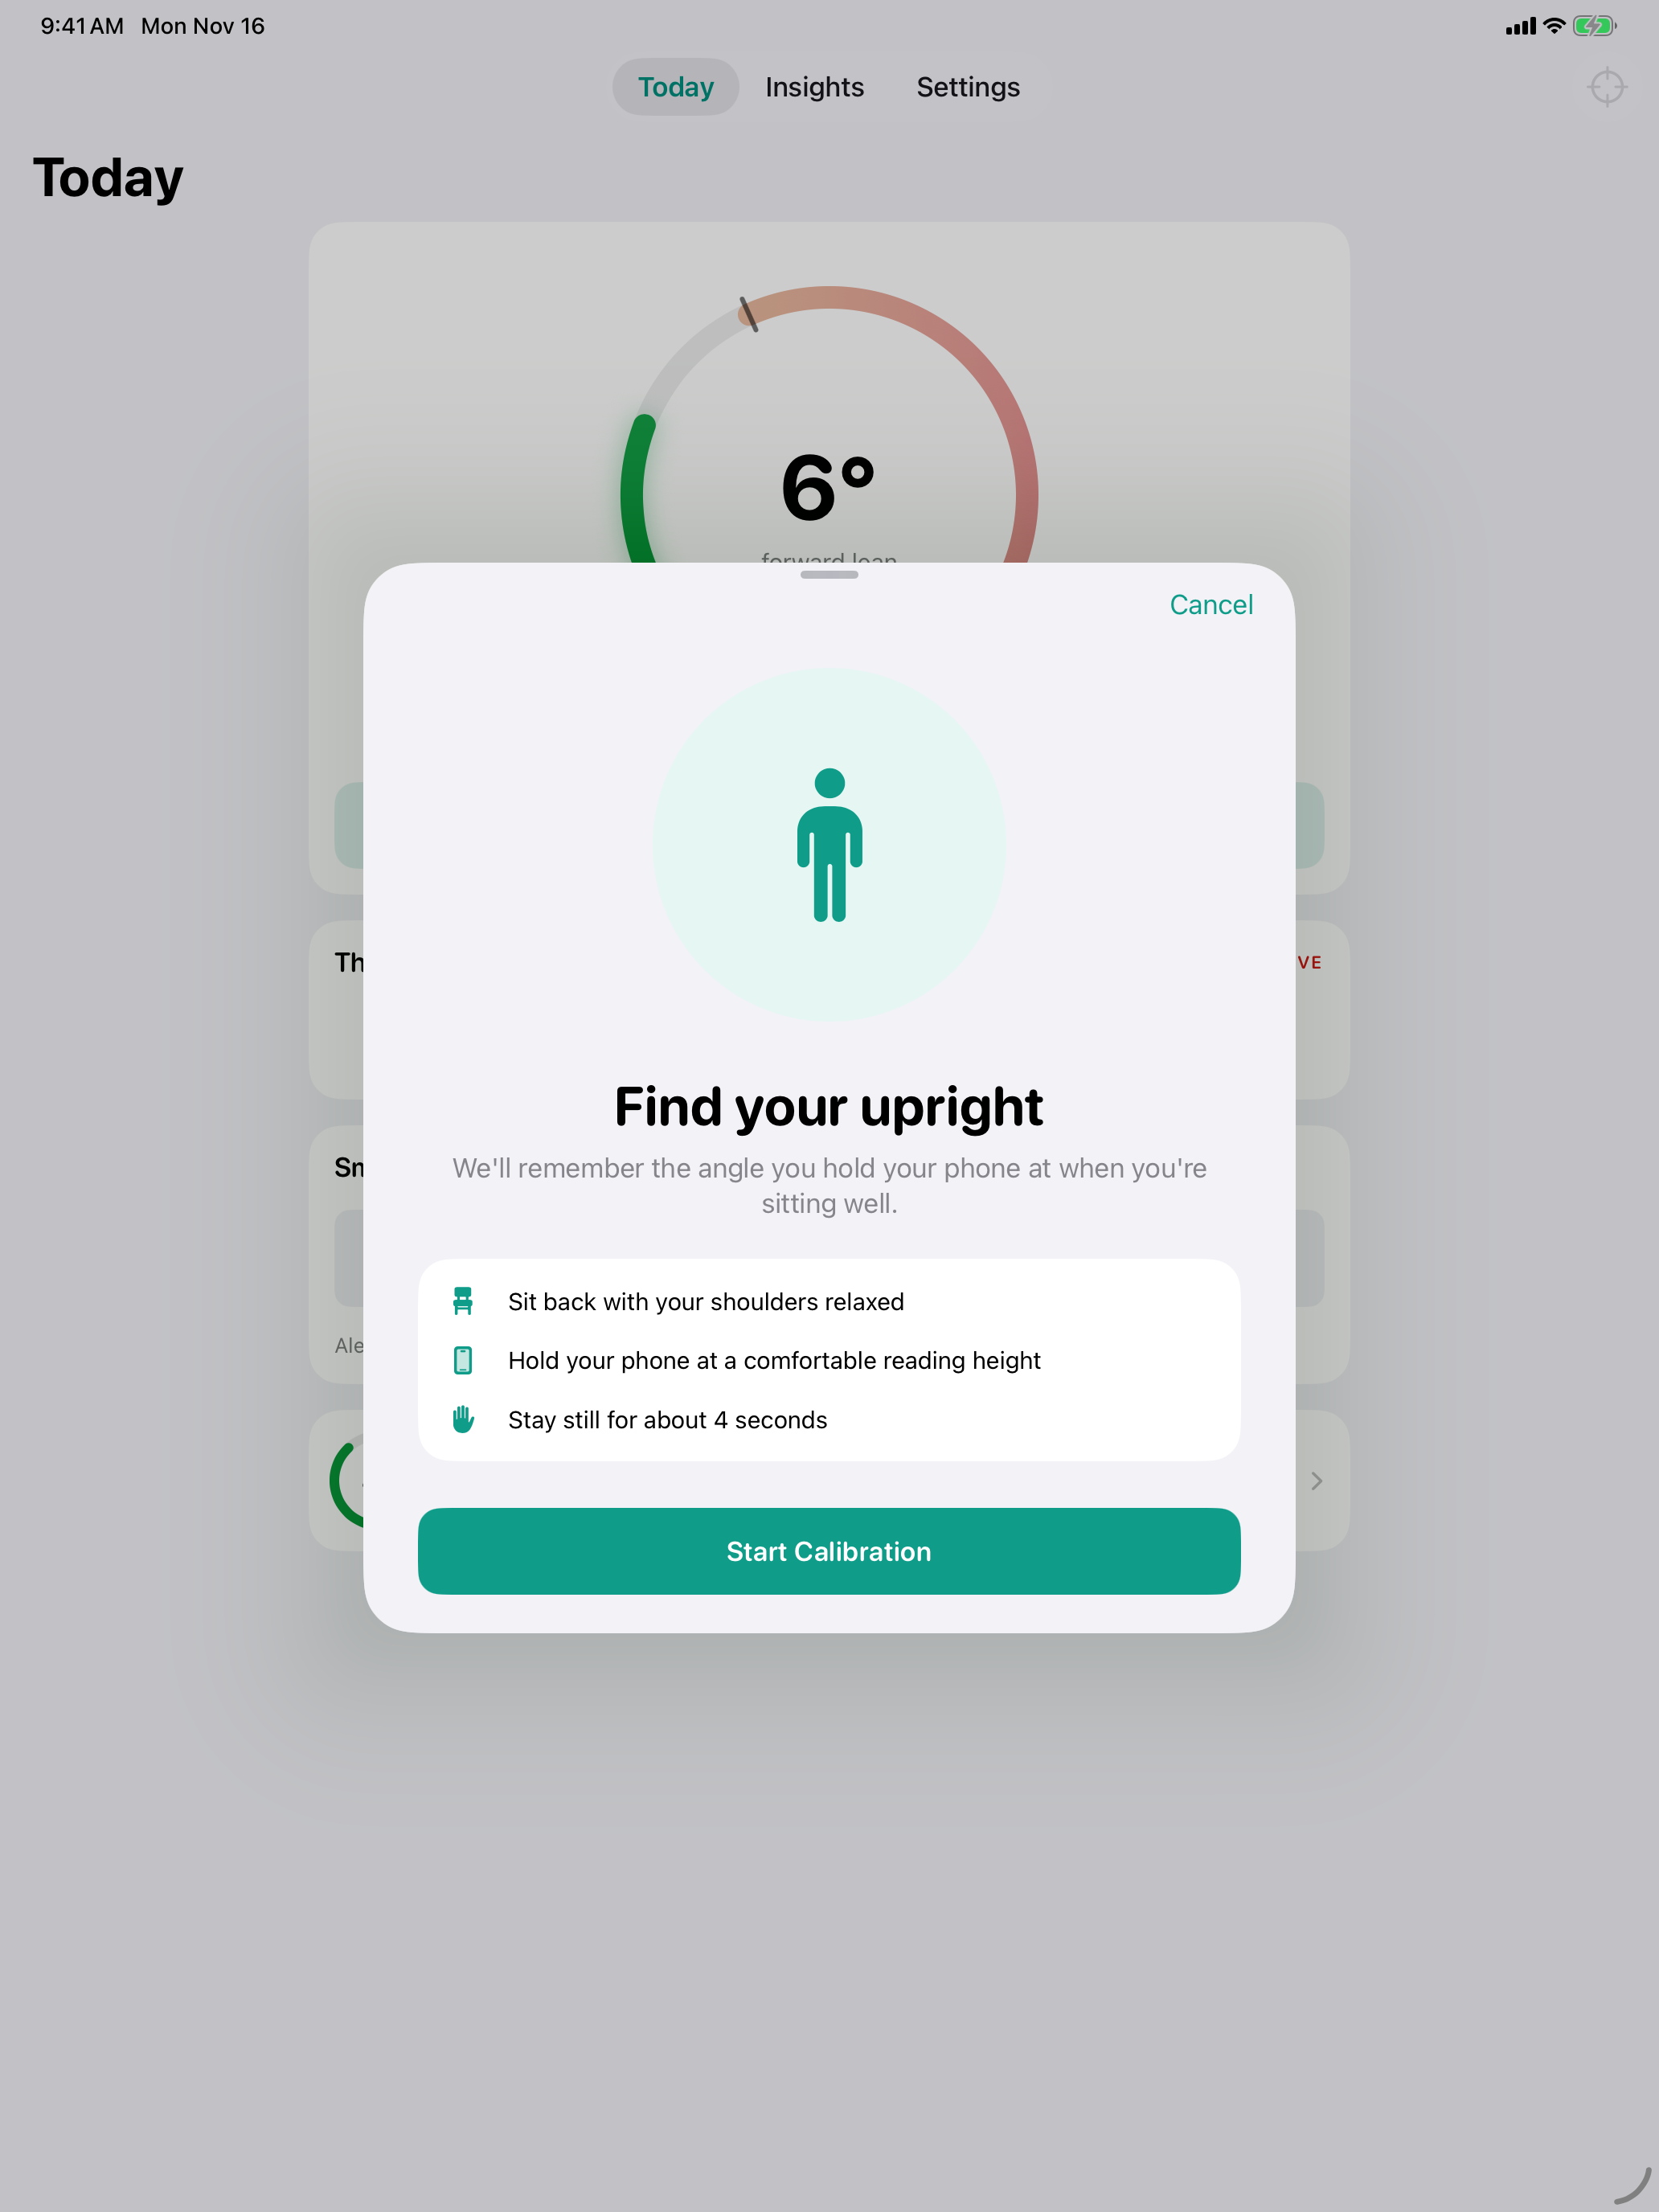 9:41 AM Mon Nov 16
Today Insights Settings
Today
6°
forward lean
Cancel
Find your upright
We'll remember the angle you hold your phone at when you're
sitting well.
Sit back with your shoulders relaxed
Hold your phone at a comfortable reading height
Stay still for about 4 seconds
Start Calibration